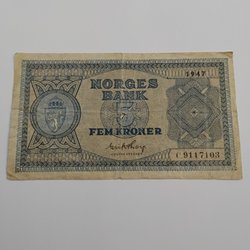 1947
NORGES
BANK
5
FEM KRONER
C 9117103